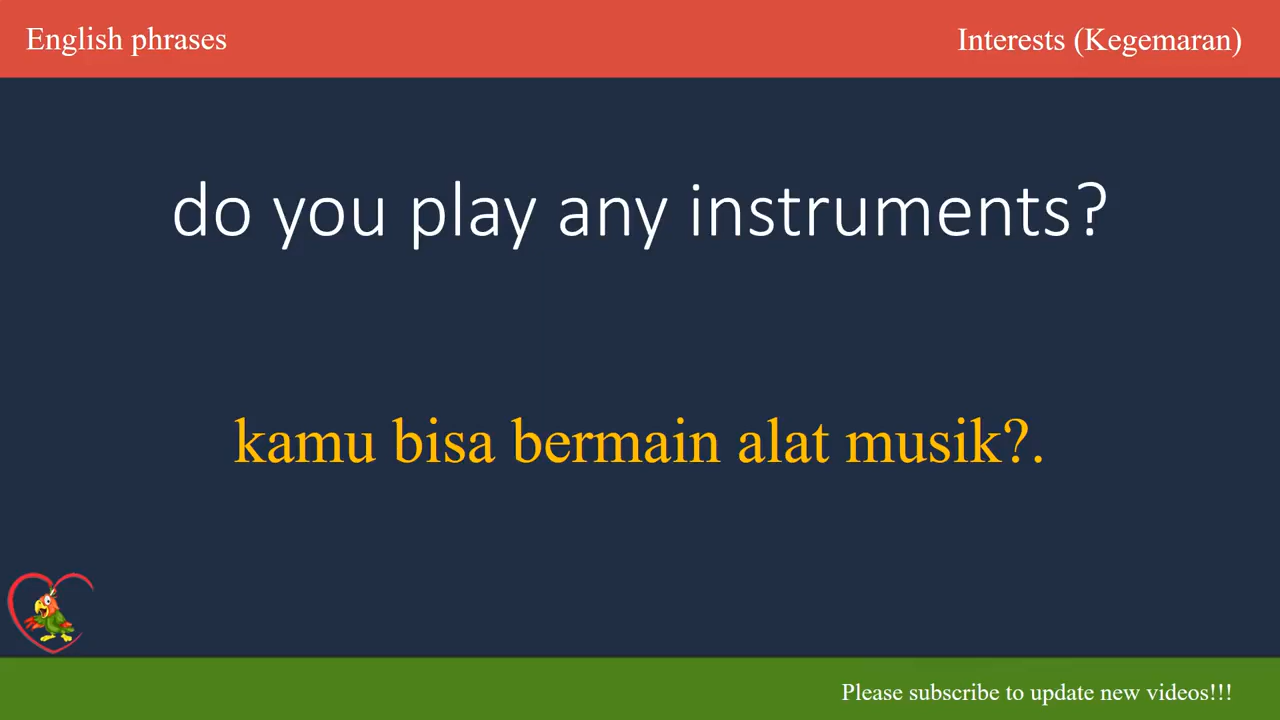 English phrases
Interests (Kegemaran)
do you play any instruments?
kamu bisa bermain alat musik?.
Please subscribe to update new videos!!!